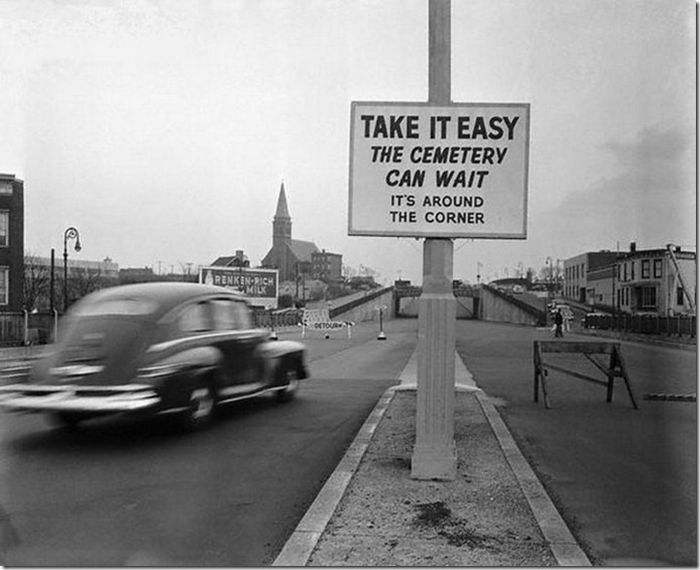 TAKE IT EASY
THE CEMETERY
CAN WAIT
IT'S AROUND
THE CORNER
RENKEN-RICH
MILK
DETOUR